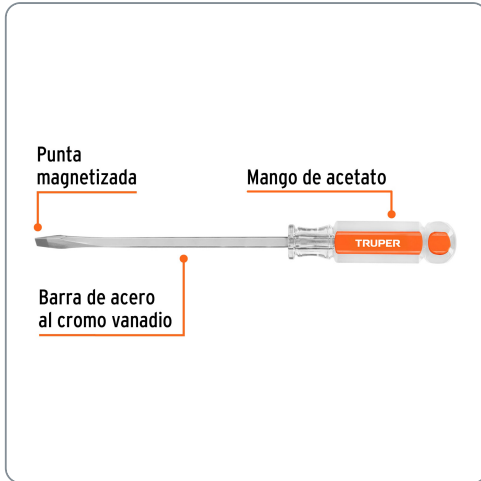 Punta
magnetizada
Mango de acetato
TRUPER
Barra de acero
al cromo vanadio